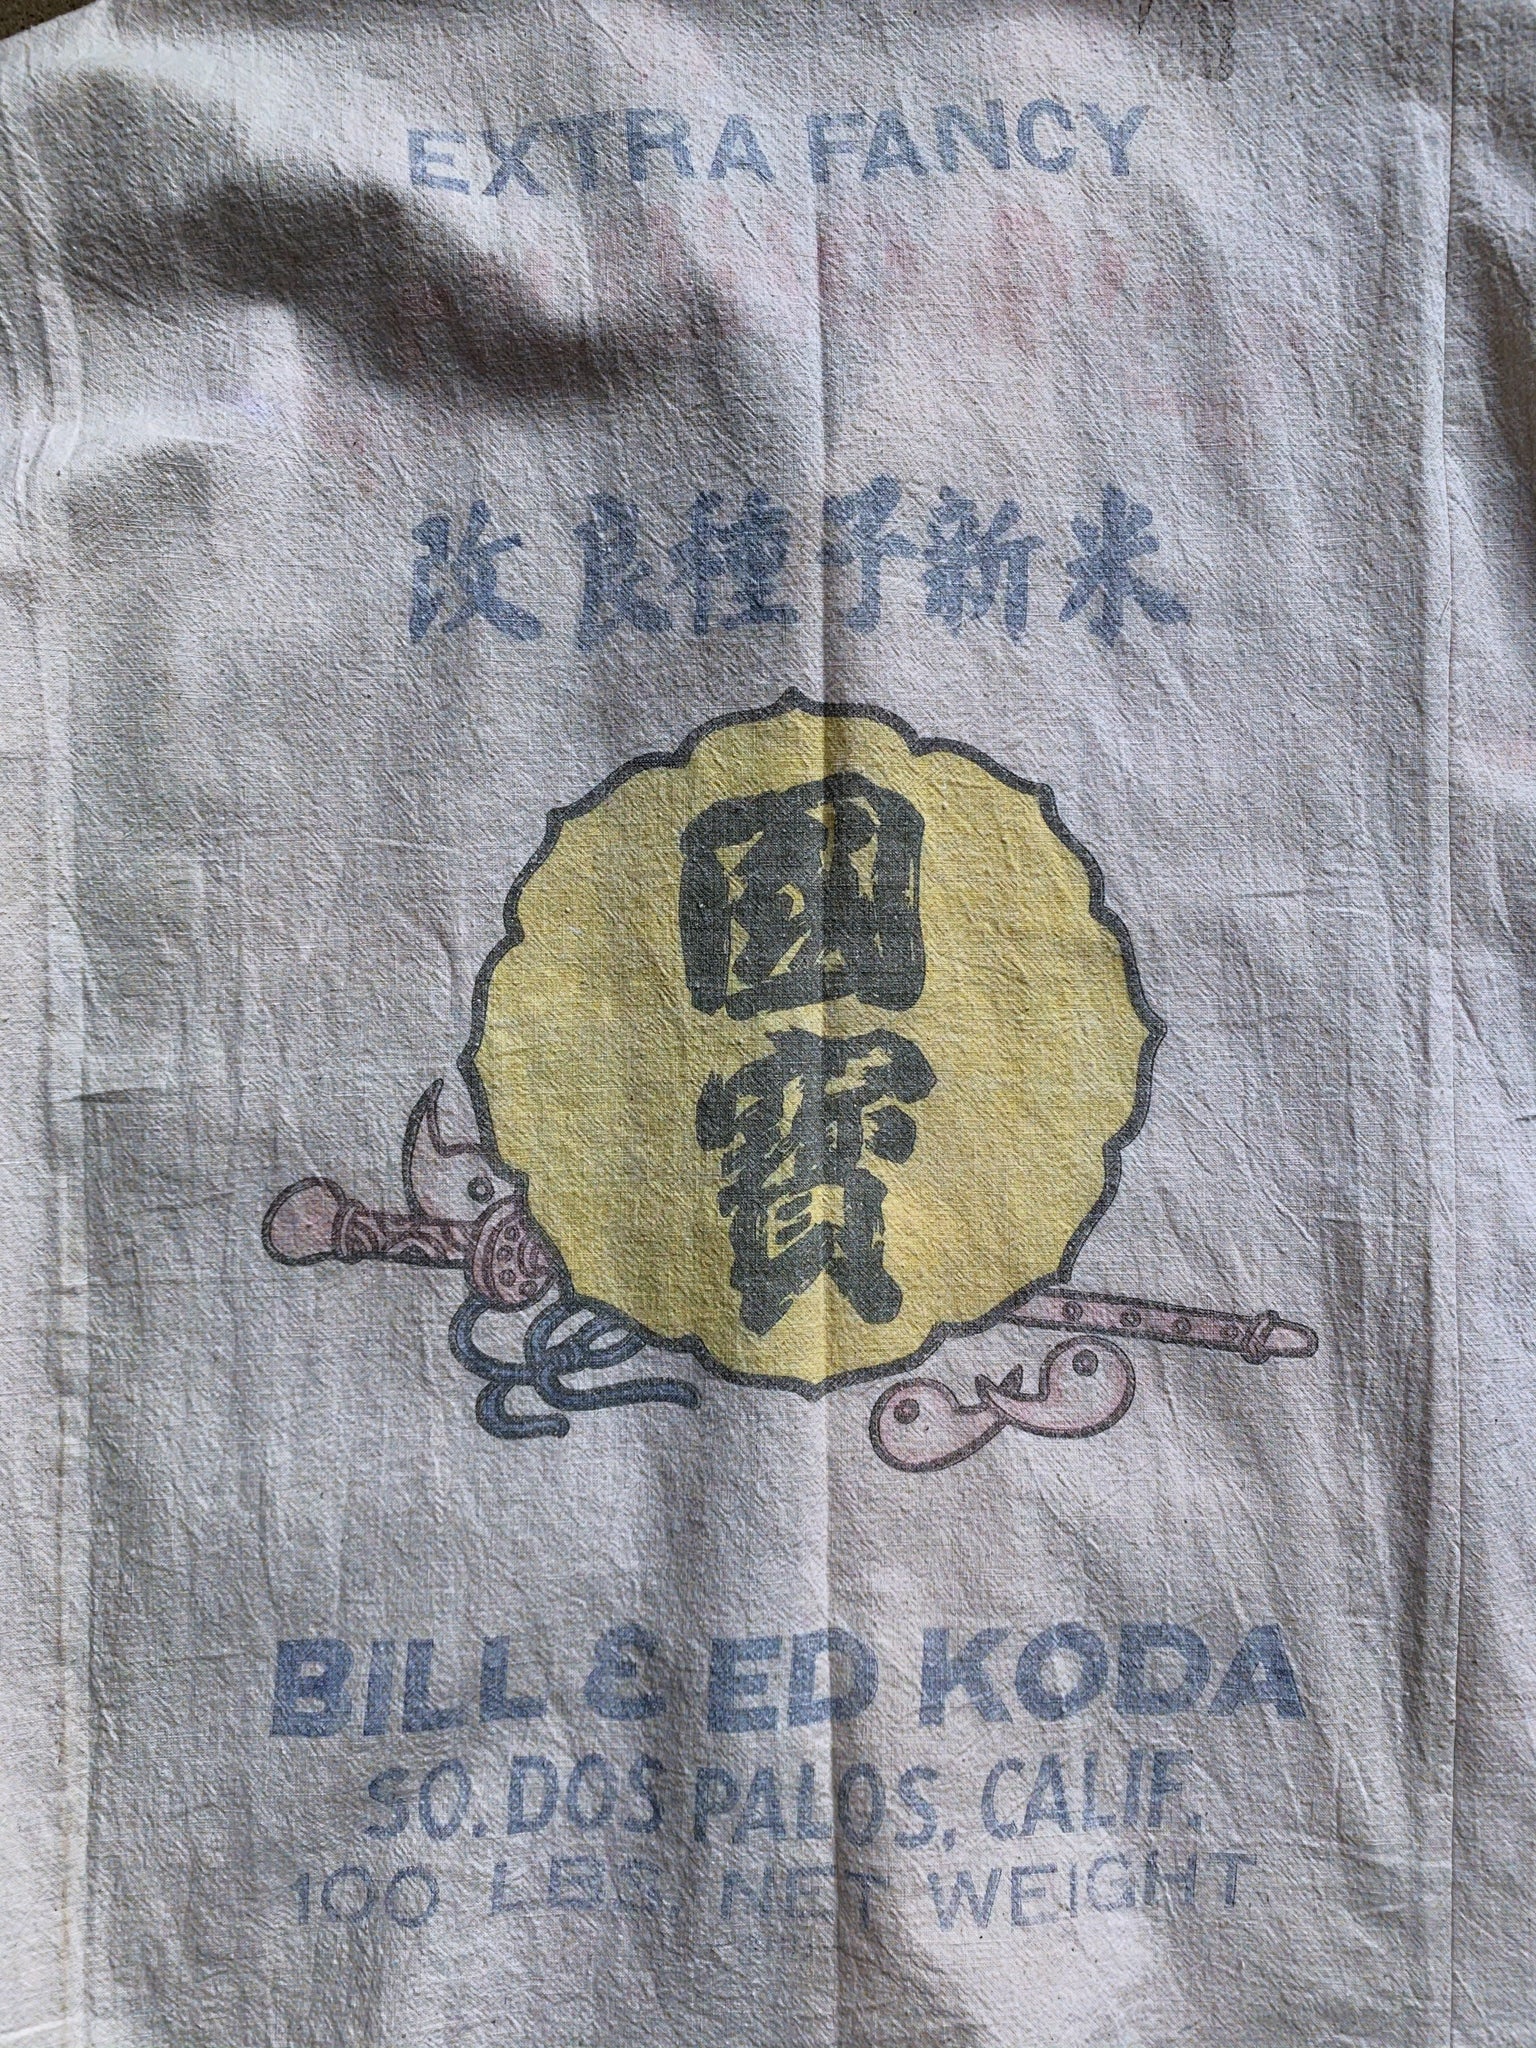 EXTRA FANCY
改良種子新米
國
寳
BILL & ED KODA
SO. DOS PALOS, CALIF.
100 LBS. NET WEIGHT